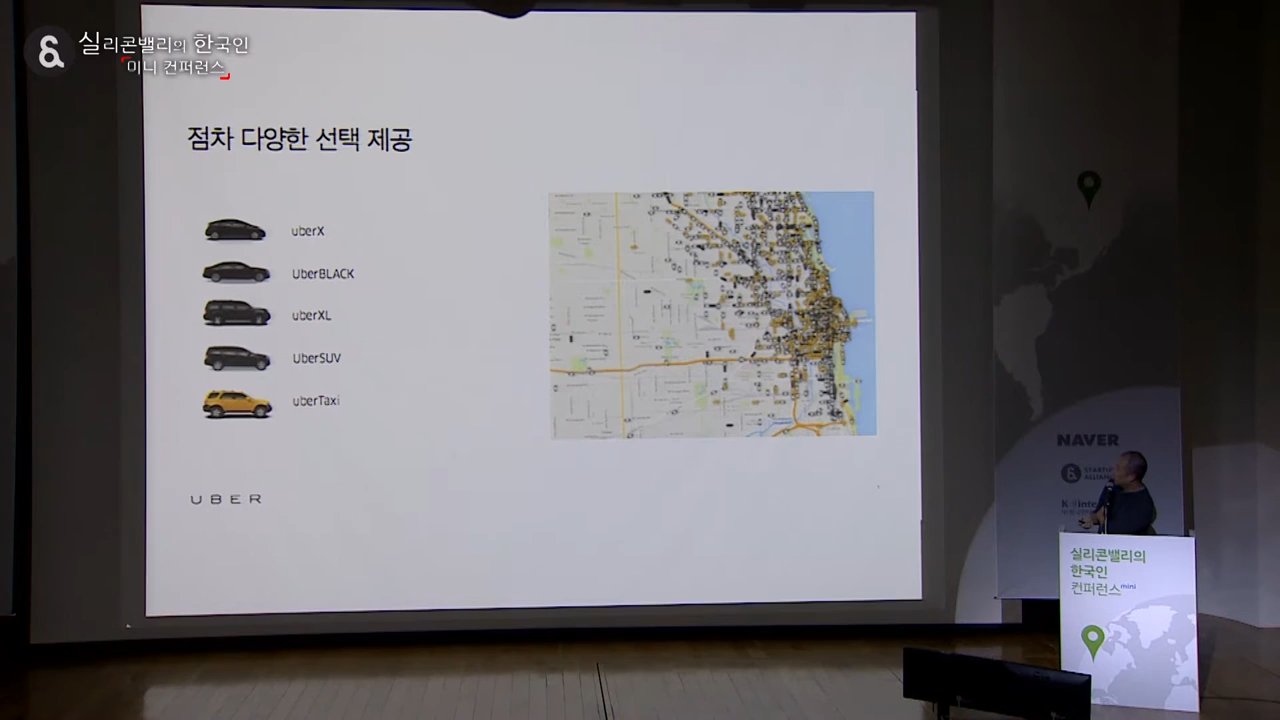 실리콘밸리의 한국인
미니 컨퍼런스
점차 다양한 선택 제공
uberX
UberBLACK
uberXL
UberSUV
uberTaxi
UBER
NAVER
실리콘밸리의
한국인
컨퍼런스mini